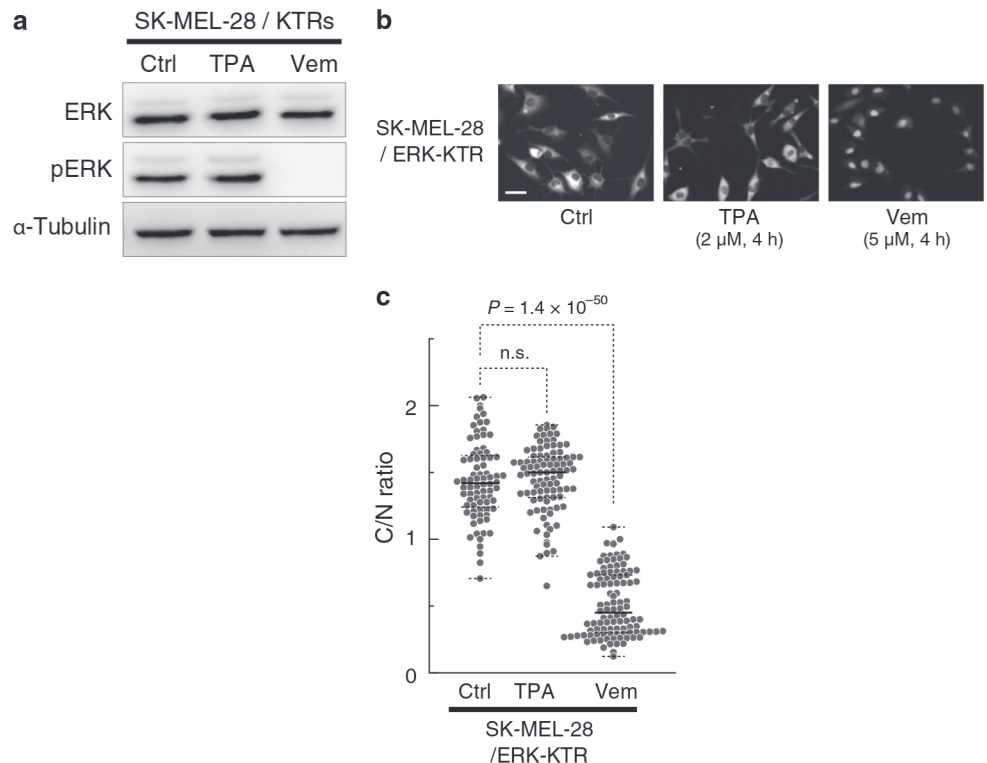 a
SK-MEL-28 / KTRs
Ctrl TPA Vem
ERK
pERK
α-Tubulin
b
SK-MEL-28
/ ERK-KTR
Ctrl
TPA
(2 μM, 4 h)
Vem
(5 μM, 4 h)
c
P = 1.4 × 10–50
n.s.
C/N ratio
2
1
0
Ctrl TPA Vem
SK-MEL-28
/ERK-KTR